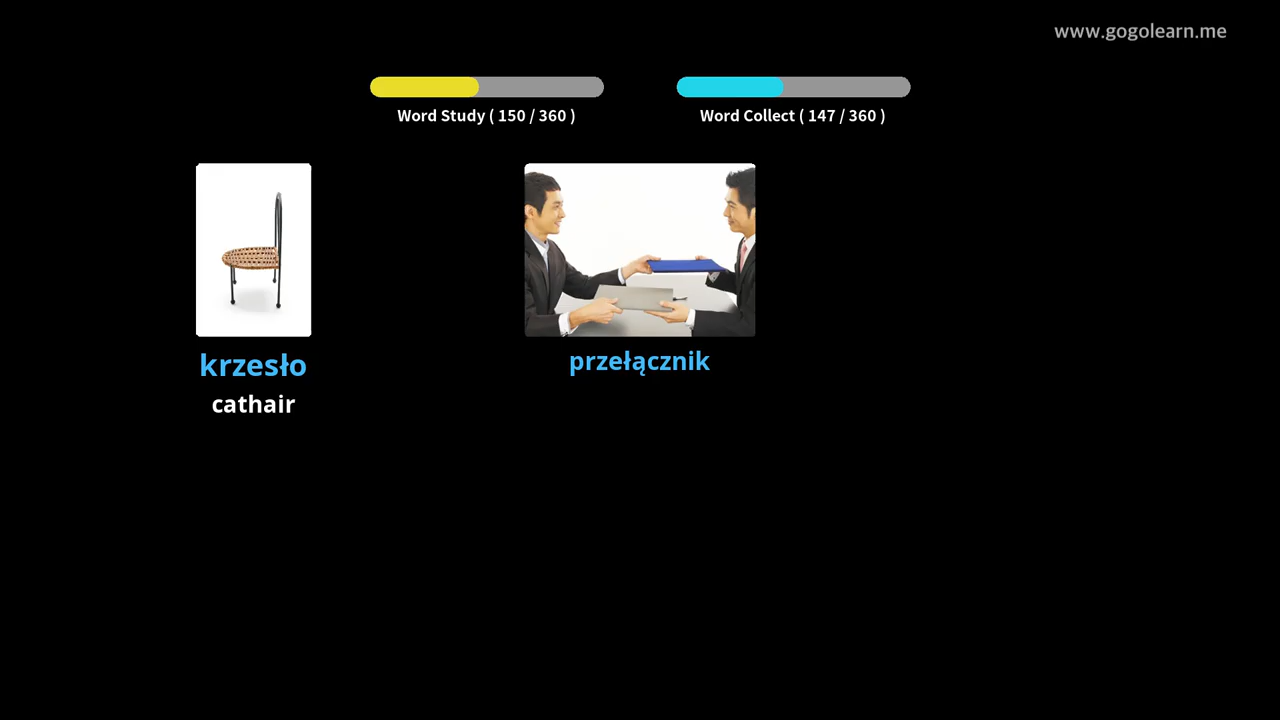 www.gogolearn.me
Word Study ( 150 / 360 )
Word Collect ( 147 / 360 )
krzesło
cathair
przełącznik